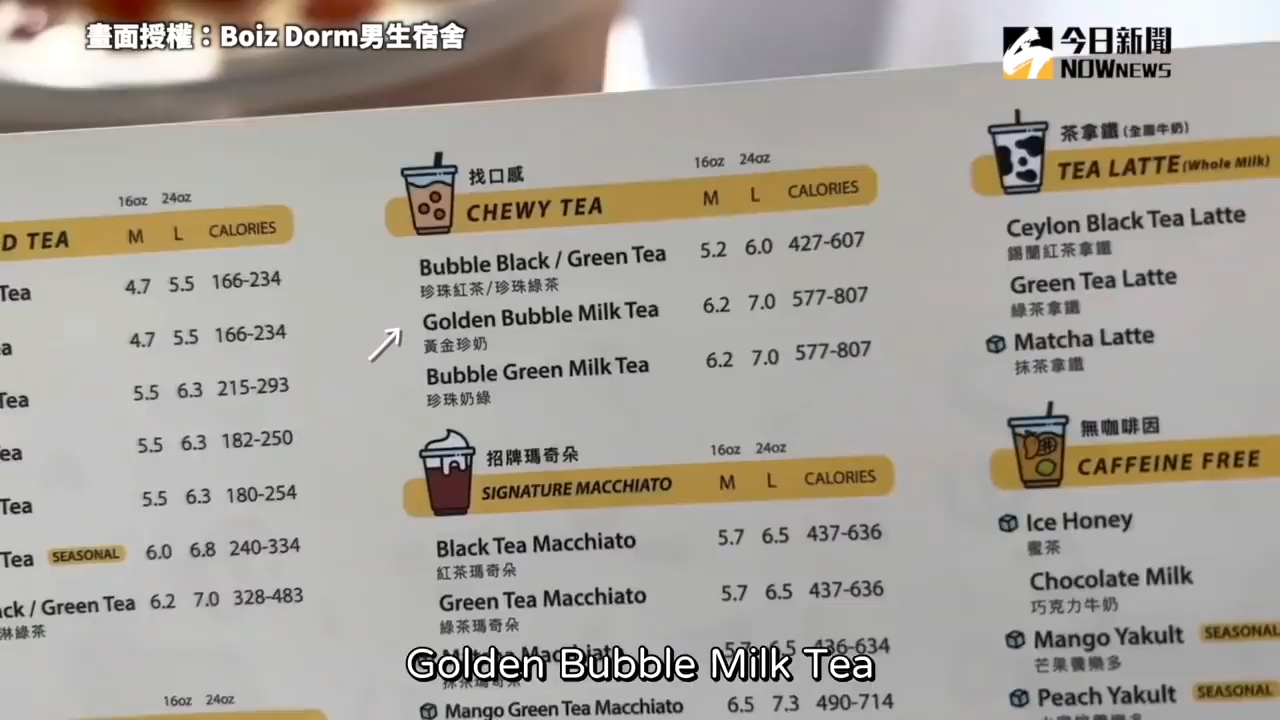 畫面授權：Boiz Dorm男生宿舍
今日新聞
NOWNEWS
16oz 24oz
D TEA M L CALORIES
Tea 4.7 5.5 166-234
4.7 5.5 166-234
Tea 5.5 6.3 215-293
5.5 6.3 182-250
Tea 5.5 6.3 180-254
Tea SEASONAL 6.0 6.8 240-334
/ Green Tea 6.2 7.0 328-483
淋綠茶
16oz 24oz
找口感 16oz 24oz
CHEWY TEA M L CALORIES
Bubble Black / Green Tea 5.2 6.0 427-607
珍珠紅茶/珍珠綠茶
Golden Bubble Milk Tea 6.2 7.0 577-807
黃金珍奶
Bubble Green Milk Tea 6.2 7.0 577-807
珍珠奶綠
招牌瑪奇朵 16oz 24oz
SIGNATURE MACCHIATO M L CALORIES
Black Tea Macchiato 5.7 6.5 437-636
紅茶瑪奇朵
Green Tea Macchiato 5.7 6.5 437-636
綠茶瑪奇朵
5.7 6.5 436-634
Mango Green Tea Macchiato 6.5 7.3 490-714
茶拿鐵 (全脂牛奶)
TEA LATTE (Whole Milk)
Ceylon Black Tea Latte
錫蘭紅茶拿鐵
Green Tea Latte
綠茶拿鐵
Matcha Latte
抹茶拿鐵
無咖啡因
CAFFEINE FREE
Ice Honey
蜜茶
Chocolate Milk
巧克力牛奶
Mango Yakult SEASONAL
芒果養樂多
Peach Yakult SEASONAL
Golden Bubble Milk Tea